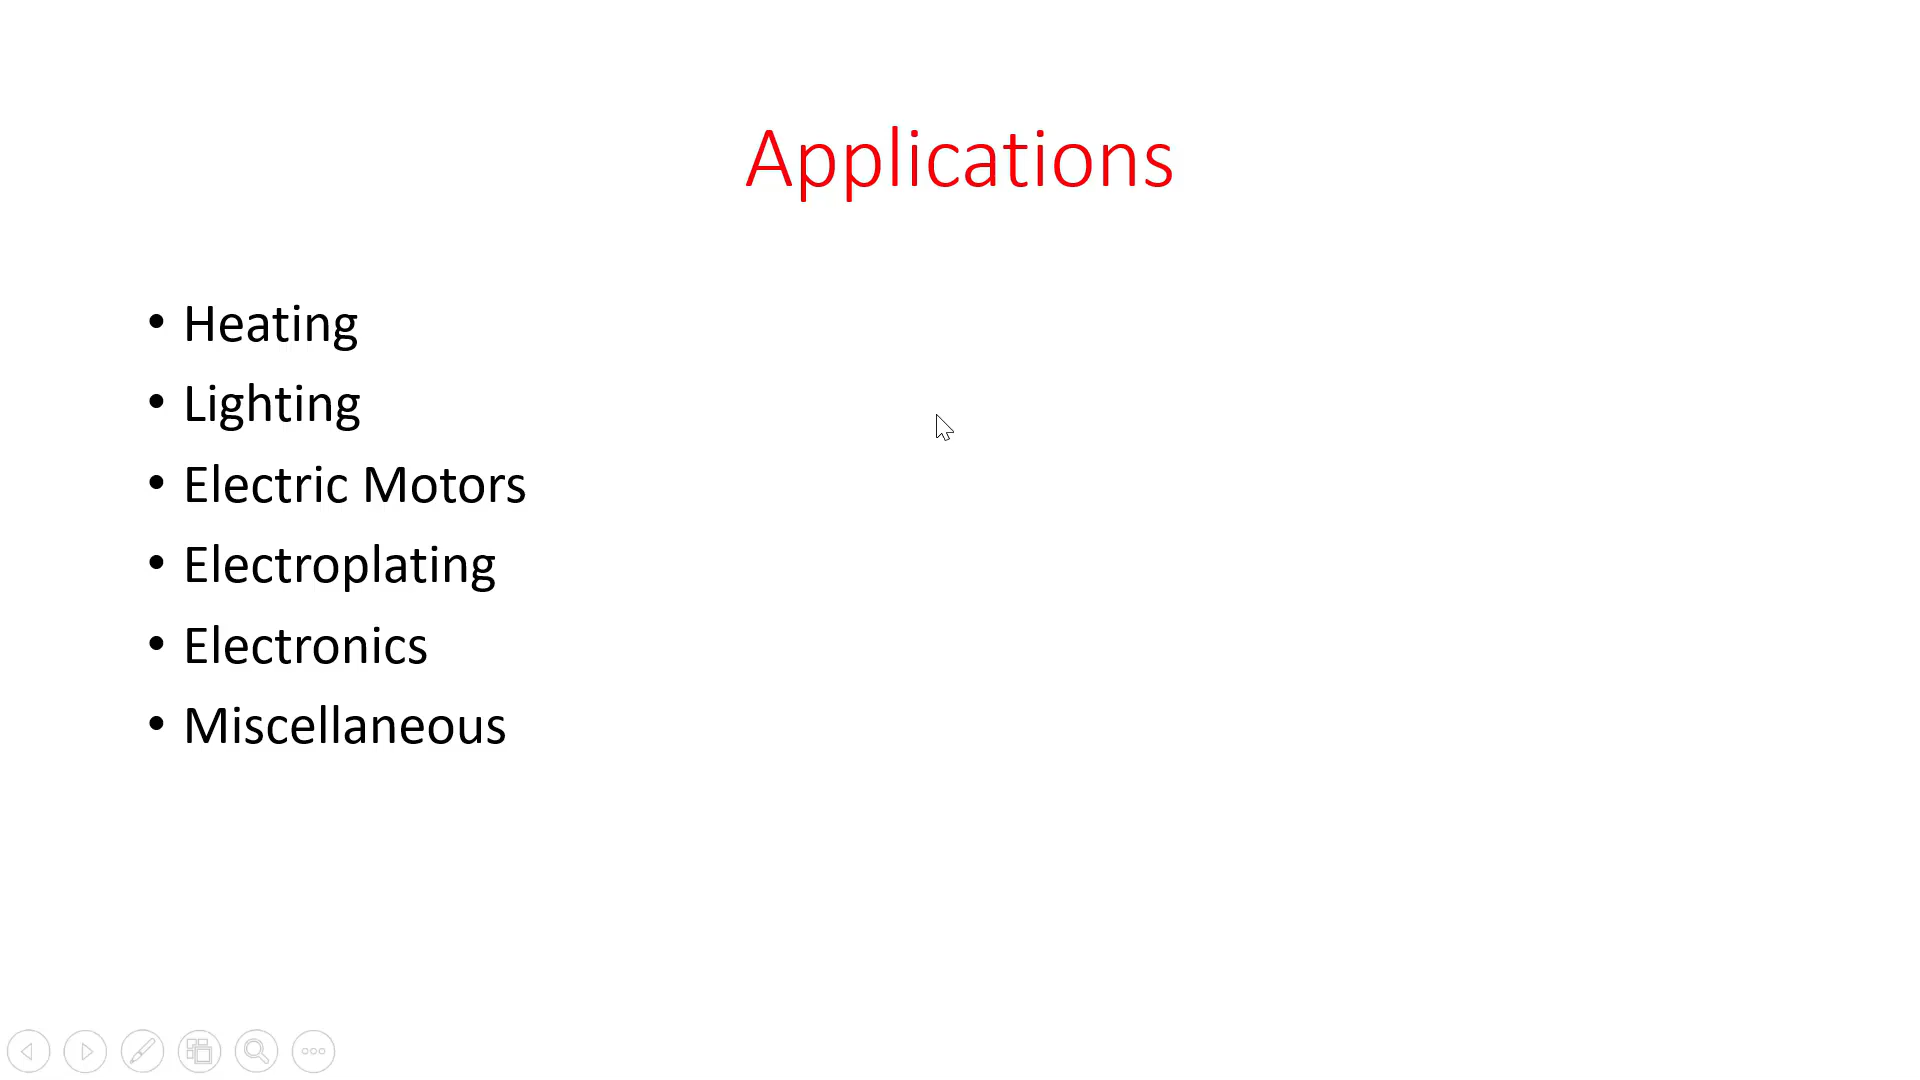 Applications
• Heating
• Lighting
• Electric Motors
• Electroplating
• Electronics
• Miscellaneous